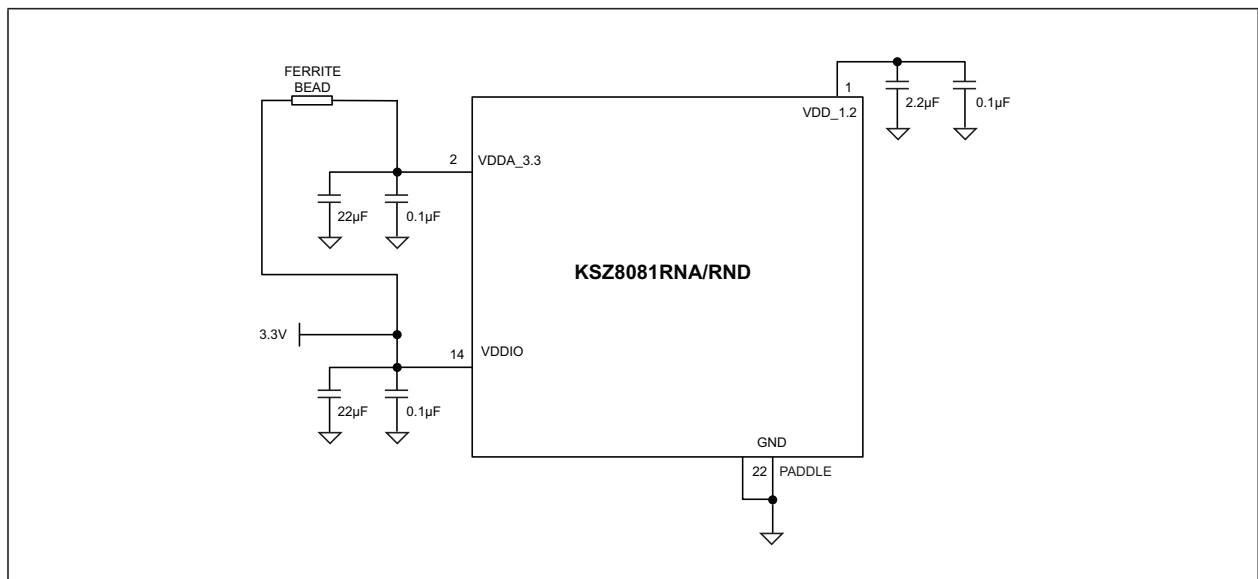 FERRITE
BEAD
1
VDD_1.2
2.2µF
0.1µF
2
VDDA_3.3
22µF
0.1µF
KSZ8081RNA/RND
3.3V
14
VDDIO
22µF
0.1µF
GND
22
PADDLE